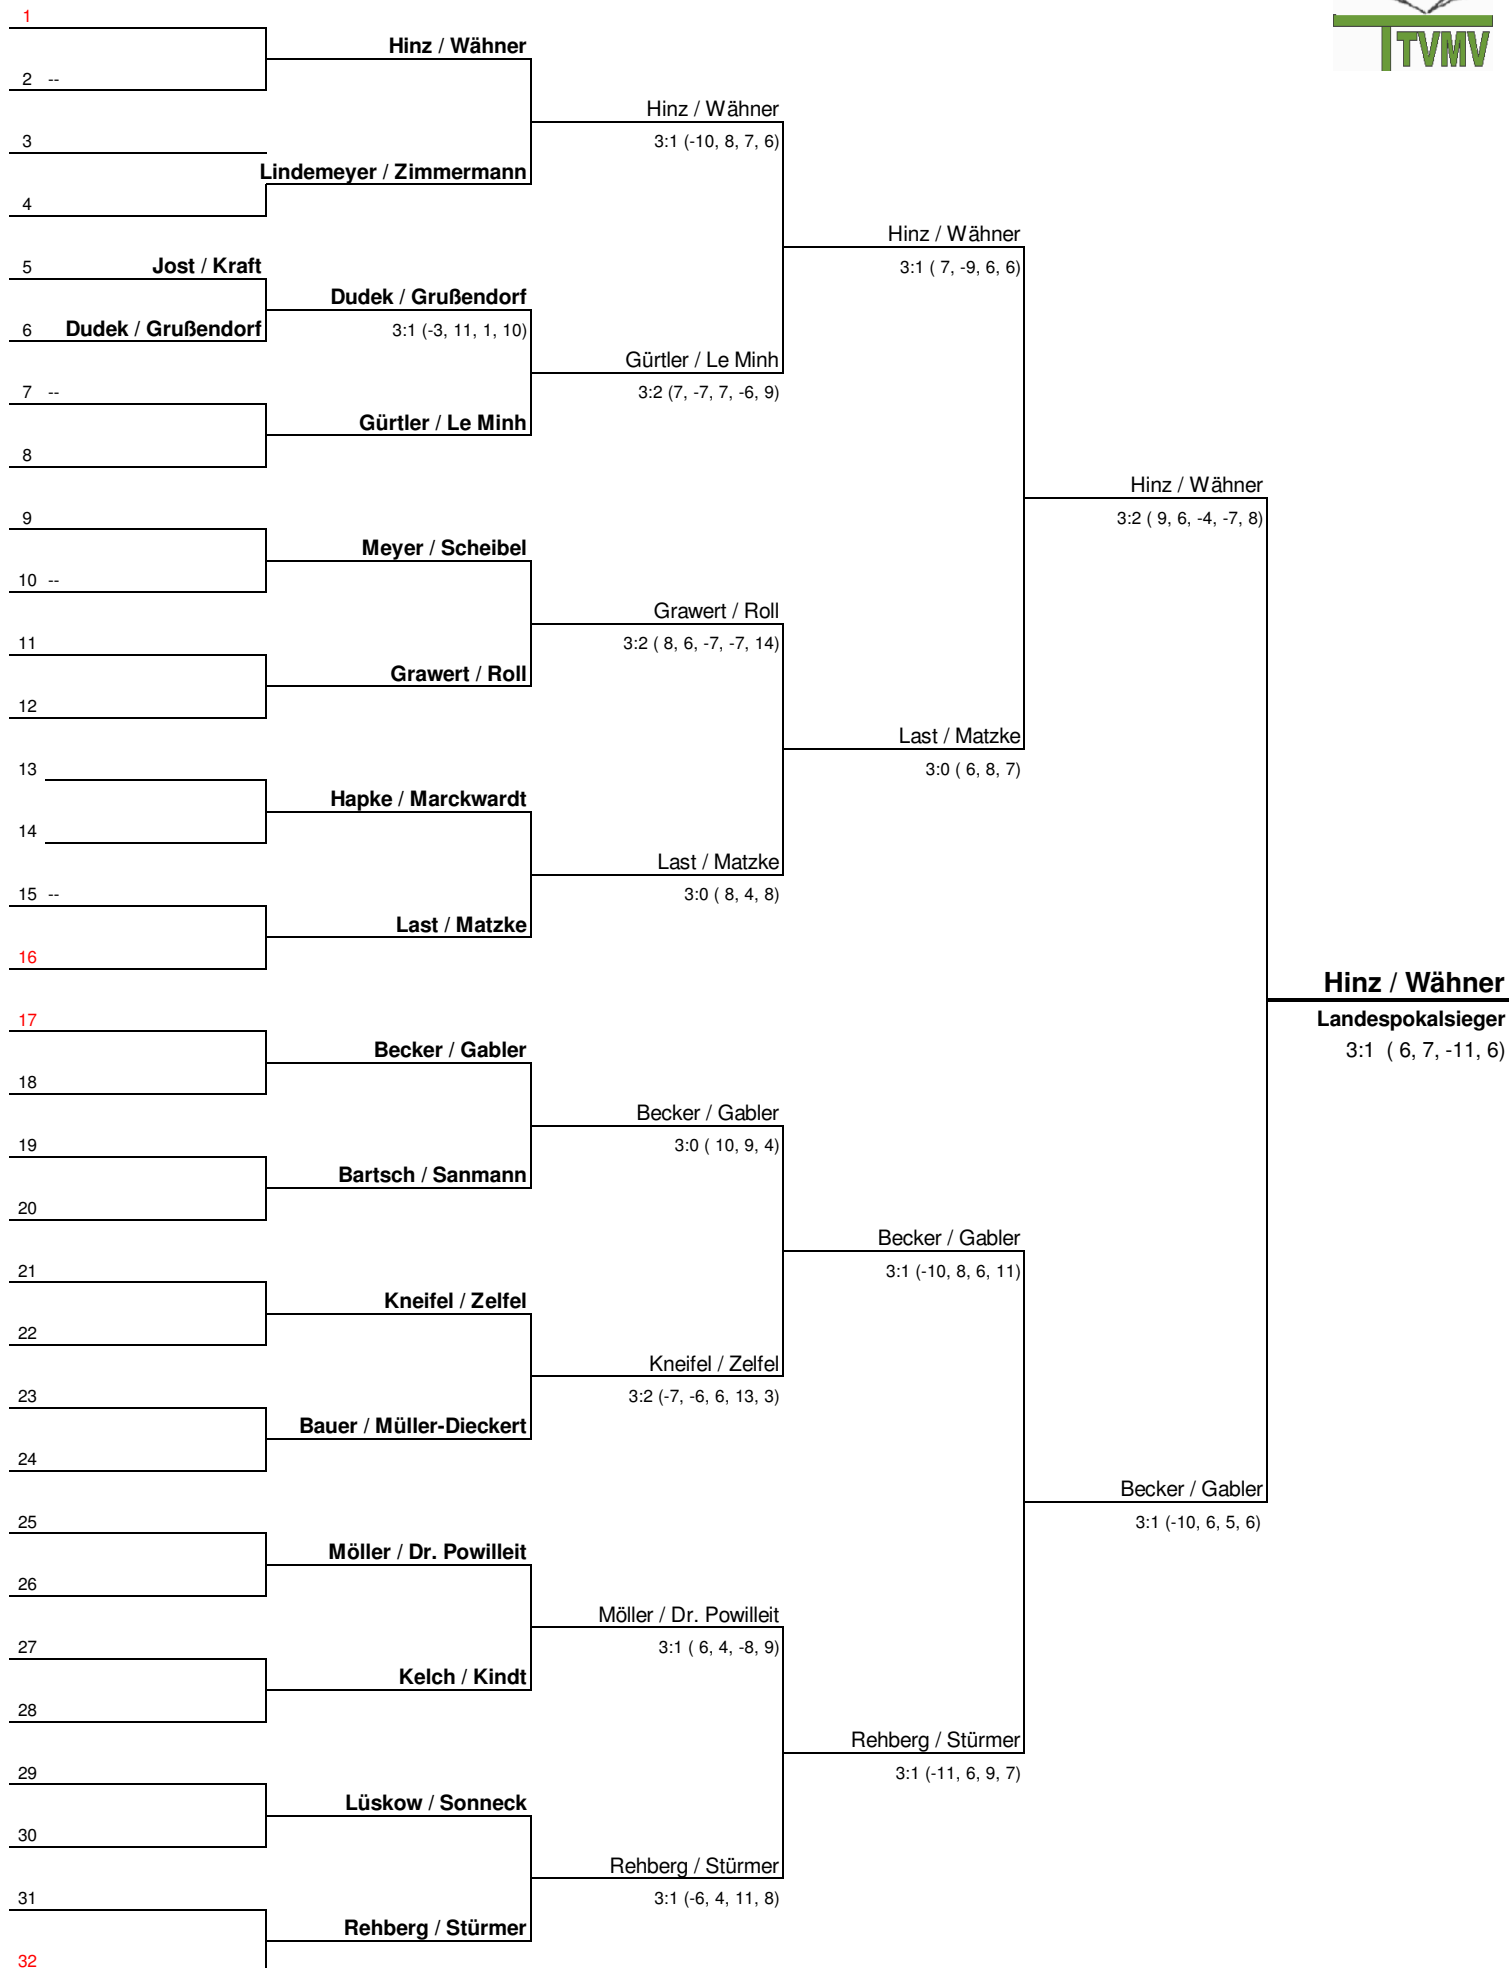 1
TTVMV
Hinz / Wähner
2 --
Hinz / Wähner
3
3:1 (-10, 8, 7, 6)
Lindemeyer / Zimmermann
4
Hinz / Wähner
5 Jost / Kraft
3:1 ( 7, -9, 6, 6)
Dudek / Grußendorf
6 Dudek / Grußendorf
3:1 (-3, 11, 1, 10)
Gürtler / Le Minh
7 --
3:2 (7, -7, 7, -6, 9)
Gürtler / Le Minh
8
Hinz / Wähner
9
3:2 ( 9, 6, -4, -7, 8)
Meyer / Scheibel
10 --
Grawert / Roll
11
3:2 ( 8, 6, -7, -7, 14)
Grawert / Roll
12
Last / Matzke
13
3:0 ( 6, 8, 7)
Hapke / Marckwardt
14
Last / Matzke
15 --
3:0 ( 8, 4, 8)
Last / Matzke
16
Hinz / Wähner
17
Landespokalsieger
Becker / Gabler
3:1 ( 6, 7, -11, 6)
18
Becker / Gabler
19
3:0 ( 10, 9, 4)
Bartsch / Sanmann
20
Becker / Gabler
21
3:1 (-10, 8, 6, 11)
Kneifel / Zelfel
22
Kneifel / Zelfel
23
3:2 (-7, -6, 6, 13, 3)
Bauer / Müller-Dieckert
24
Becker / Gabler
25
3:1 (-10, 6, 5, 6)
Möller / Dr. Powilleit
26
Möller / Dr. Powilleit
27
3:1 ( 6, 4, -8, 9)
Kelch / Kindt
28
Rehberg / Stürmer
29
3:1 (-11, 6, 9, 7)
Lüskow / Sonneck
30
Rehberg / Stürmer
31
3:1 (-6, 4, 11, 8)
Rehberg / Stürmer
32